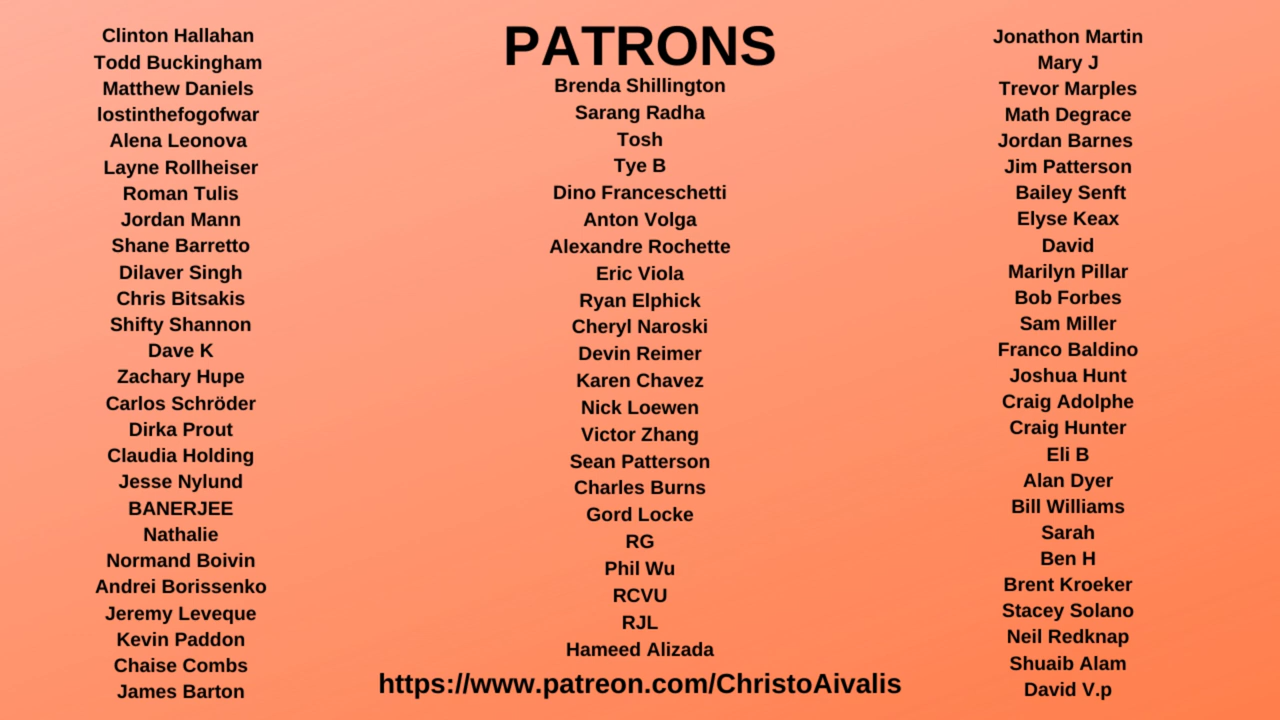 Clinton Hallahan
Todd Buckingham
Matthew Daniels
lostinthefogofwar
Alena Leonova
Layne Rollheiser
Roman Tulis
Jordan Mann
Shane Barretto
Dilaver Singh
Chris Bitsakis
Shifty Shannon
Dave K
Zachary Hupe
Carlos Schröder
Dirka Prout
Claudia Holding
Jesse Nylund
BANERJEE
Nathalie
Normand Boivin
Andrei Borissenko
Jeremy Leveque
Kevin Paddon
Chaise Combs
James Barton
PATRONS
Brenda Shillington
Sarang Radha
Tosh
Tye B
Dino Franceschetti
Anton Volga
Alexandre Rochette
Eric Viola
Ryan Elphick
Cheryl Naroski
Devin Reimer
Karen Chavez
Nick Loewen
Victor Zhang
Sean Patterson
Charles Burns
Gord Locke
RG
Phil Wu
RCVU
RJL
Hameed Alizada
https://www.patreon.com/ChristoAivalis
Jonathon Martin
Mary J
Trevor Marples
Math Degrace
Jordan Barnes
Jim Patterson
Bailey Senft
Elyse Keax
David
Marilyn Pillar
Bob Forbes
Sam Miller
Franco Baldino
Joshua Hunt
Craig Adolphe
Craig Hunter
Eli B
Alan Dyer
Bill Williams
Sarah
Ben H
Brent Kroeker
Stacey Solano
Neil Redknap
Shuaib Alam
David V.p